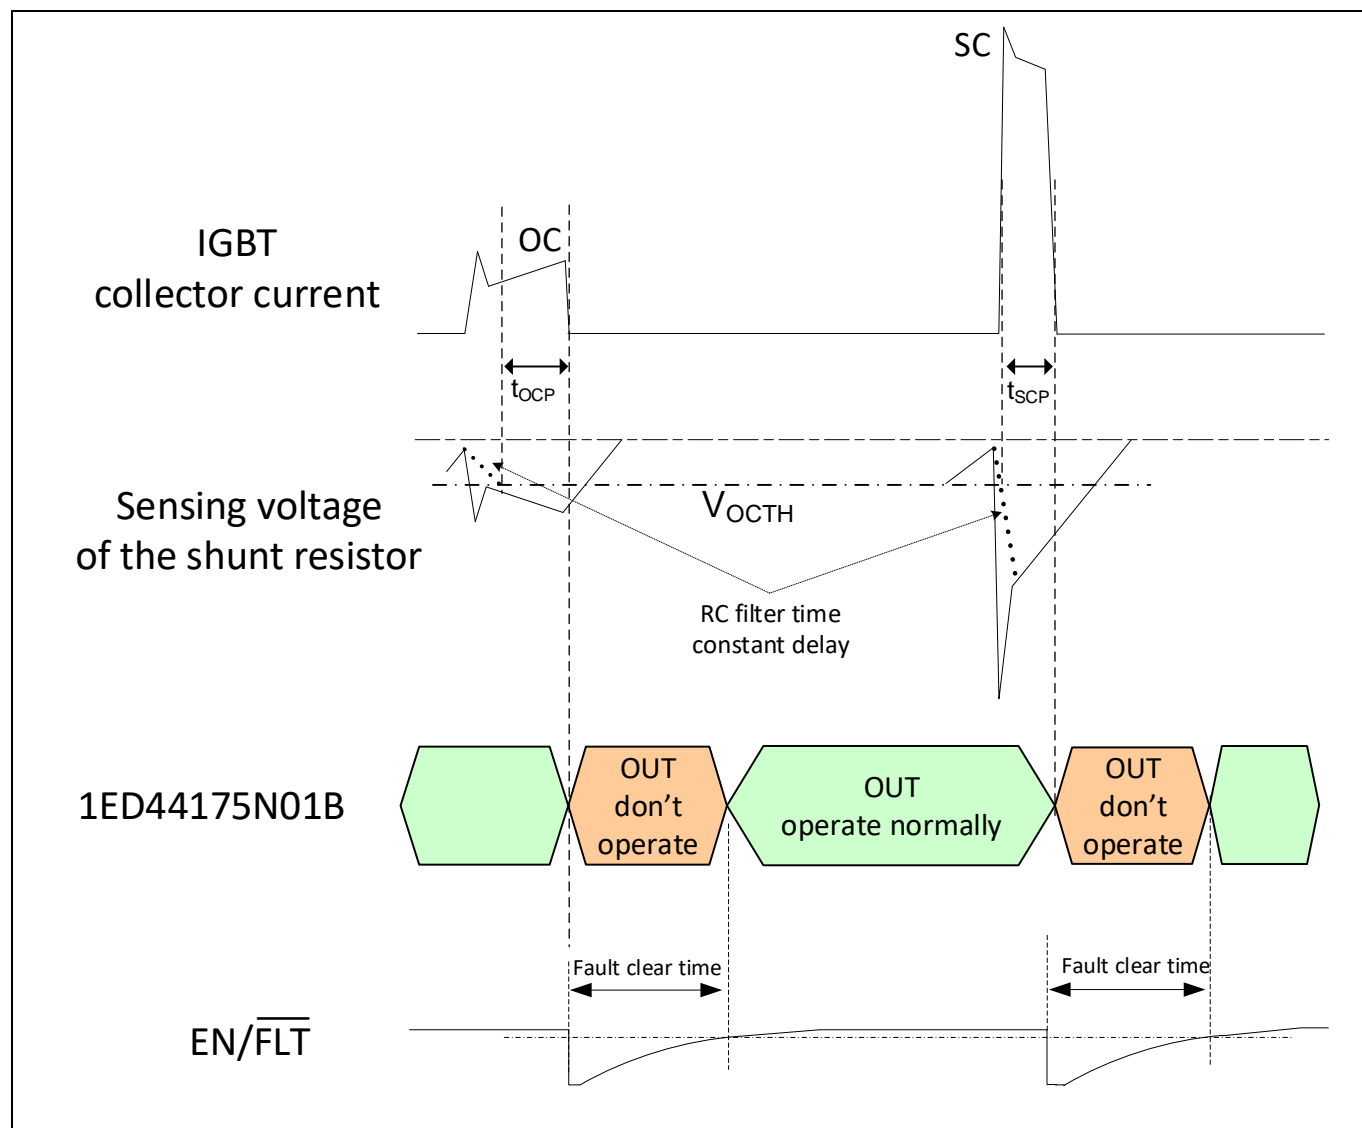 SC
OC
IGBT
collector current
tOCP
tSCP
Sensing voltage
of the shunt resistor
VOCTH
RC filter time
constant delay
1ED44175N01B
OUT
don't
operate
OUT
operate normally
OUT
don't
operate
Fault clear time
Fault clear time
EN/FLT